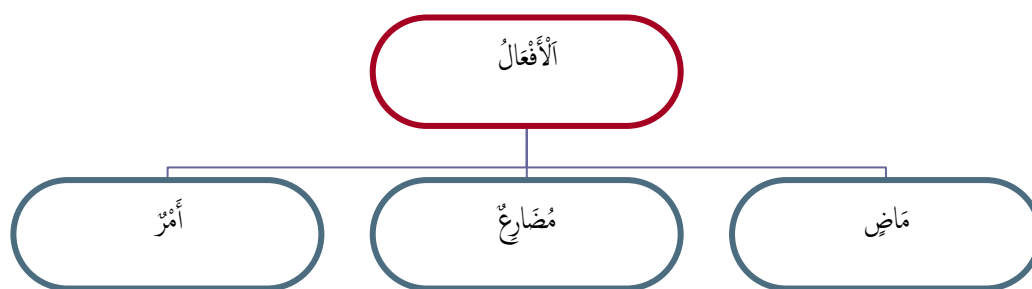 اَلْأَفْعَالُ
مَاضٍ
مُضَارِعٌ
أَمْرٌ